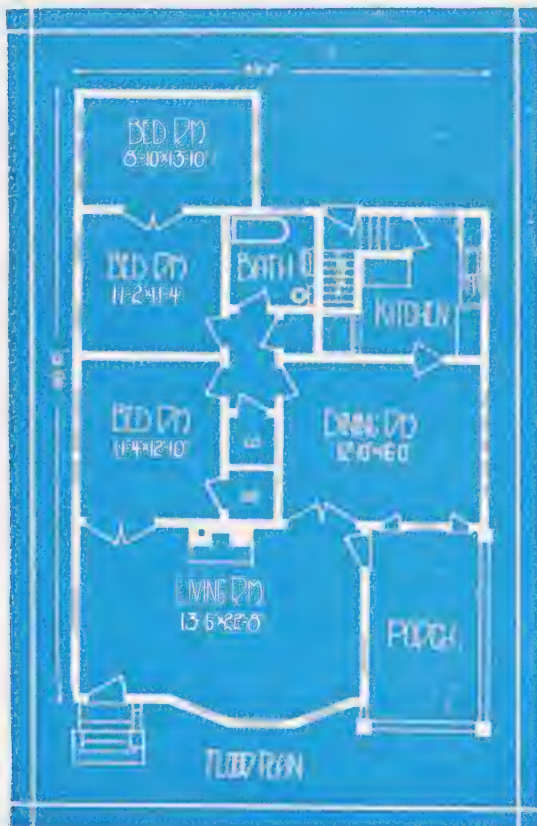 BED RM
8-10×13-10
BED RM
11-2×11-4
BATH
KITCHEN
BED RM
11-4×12-10
DINING RM
LIVING RM
13-6×22-8
PORCH
FLOOR PLAN